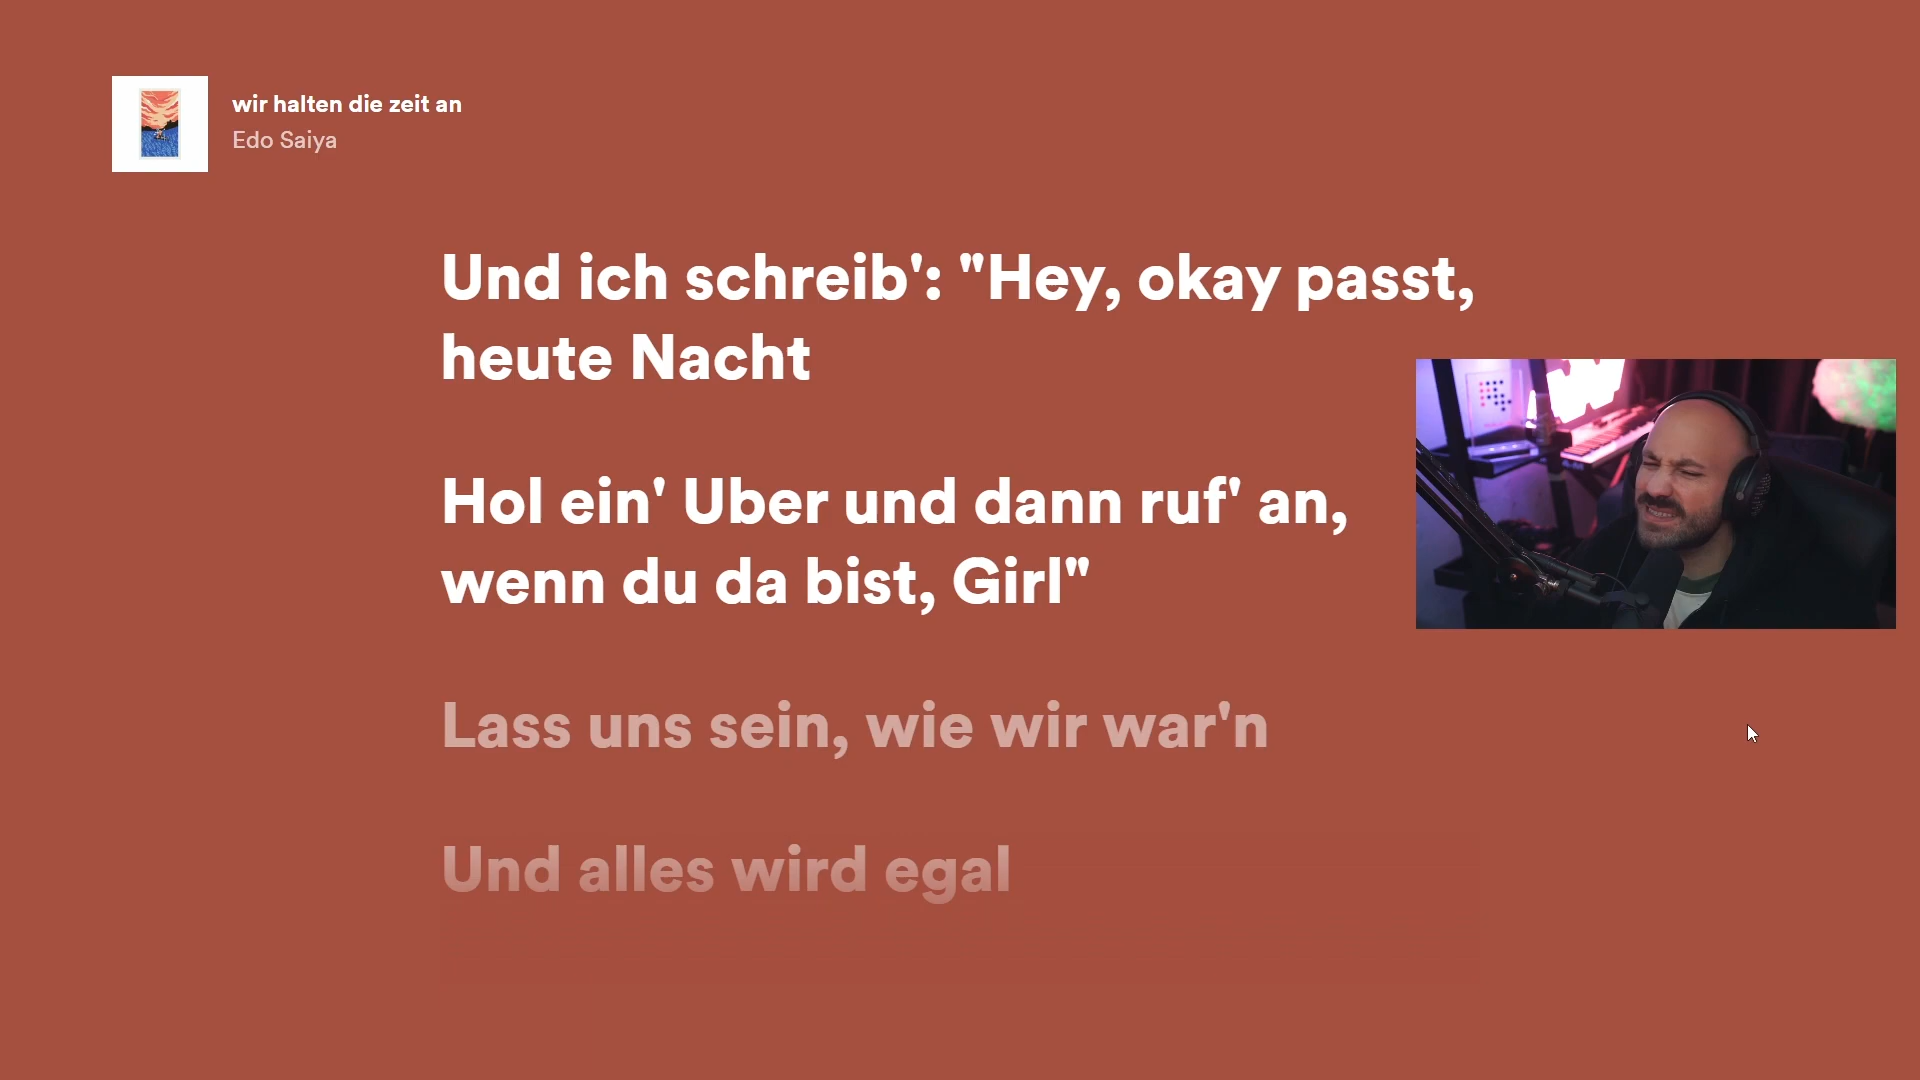 wir halten die zeit an
Edo Saiya
Und ich schreib': "Hey, okay passt,
heute Nacht
Hol ein' Uber und dann ruf' an,
wenn du da bist, Girl"
Lass uns sein, wie wir war'n
Und alles wird egal